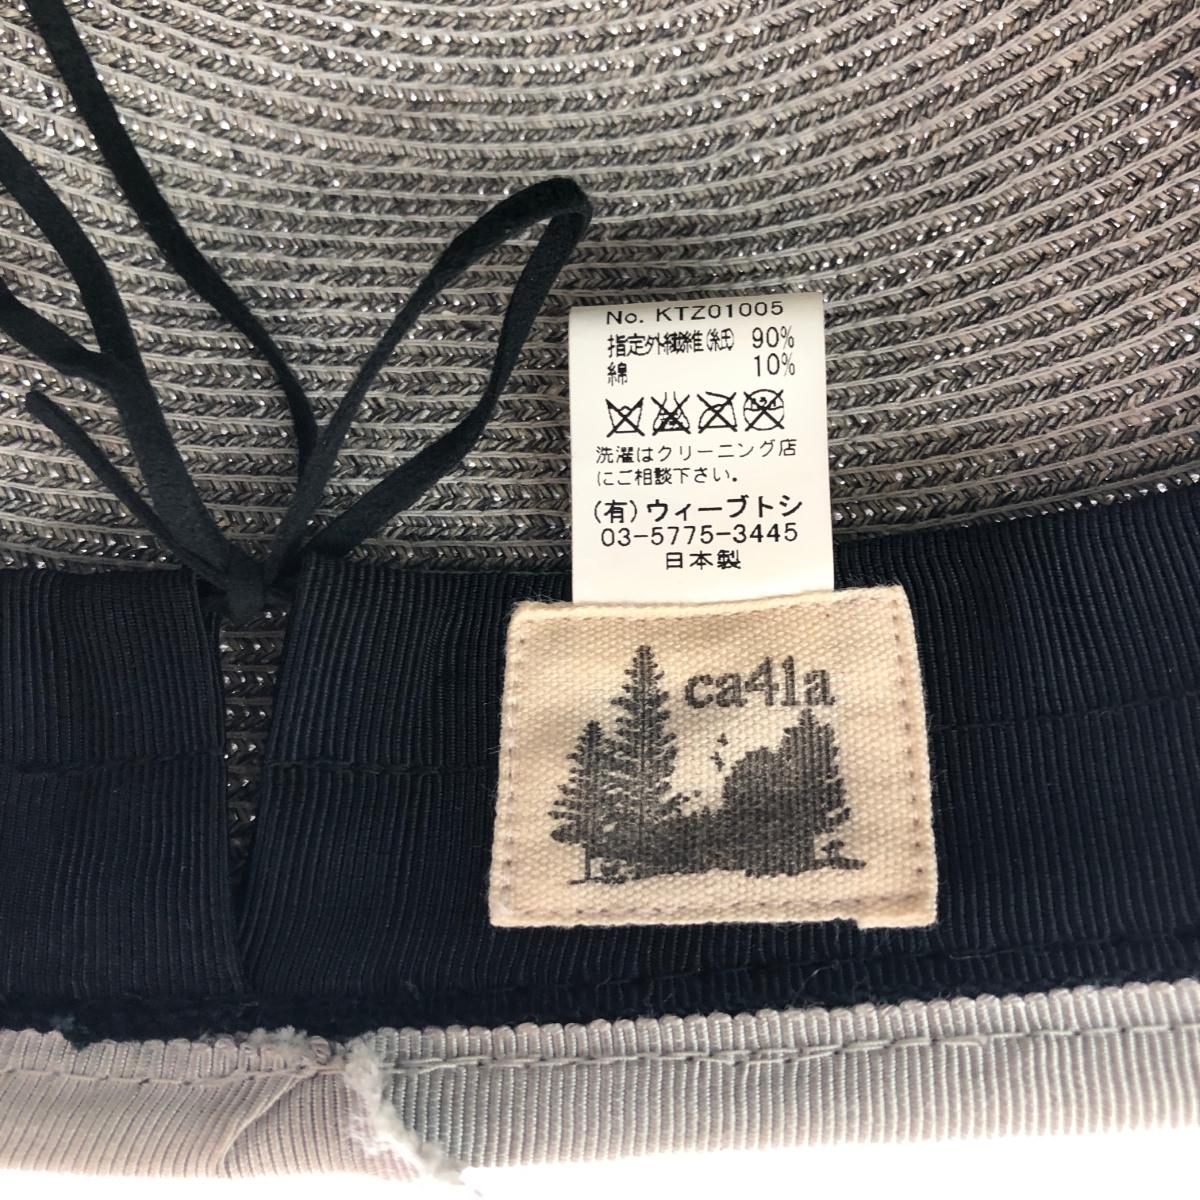 No. KTZ01005
指定外繊維(紙) 90%
綿 10%
洗濯はクリーニング店
にご相談下さい。
(有)ウィーブトシ
03-5775-3445
日本製
ca4la